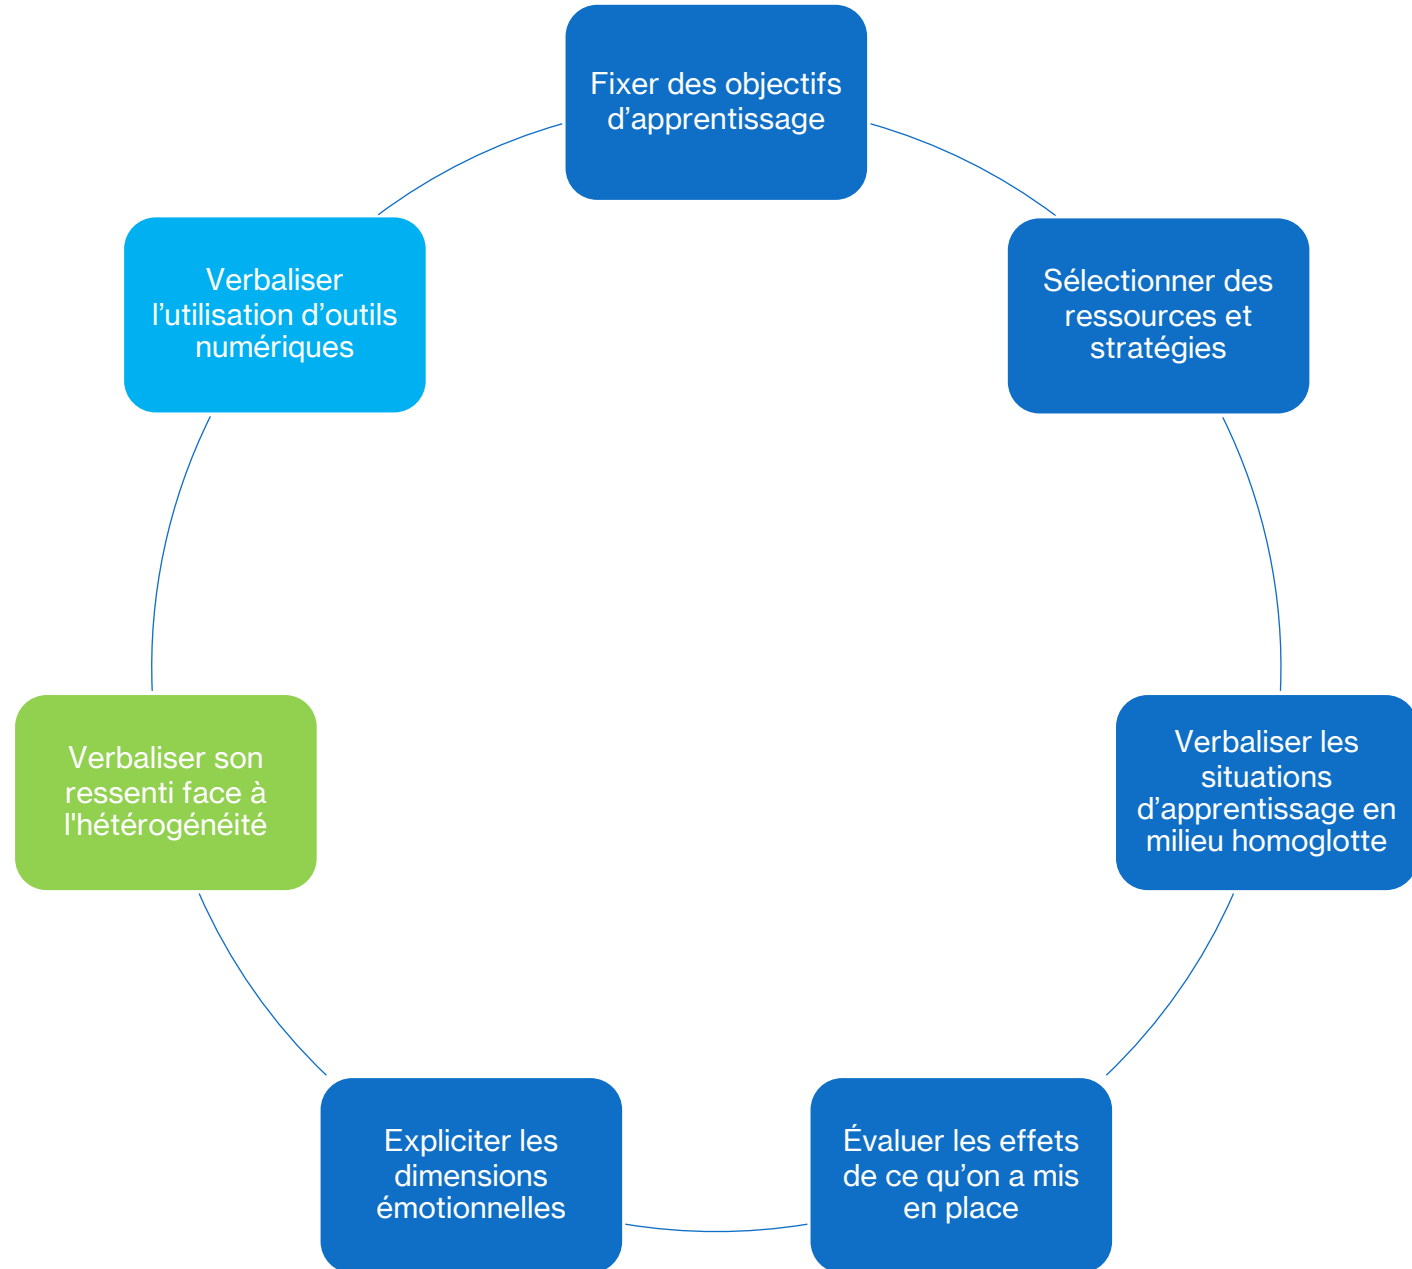 Fixer des objectifs
d’apprentissage
Sélectionner des
ressources et
stratégies
Verbaliser les
situations
d’apprentissage en
milieu homoglotte
Évaluer les effets
de ce qu’on a mis
en place
Expliciter les
dimensions
émotionnelles
Verbaliser son
ressenti face à
l'hétérogénéité
Verbaliser
l’utilisation d’outils
numériques